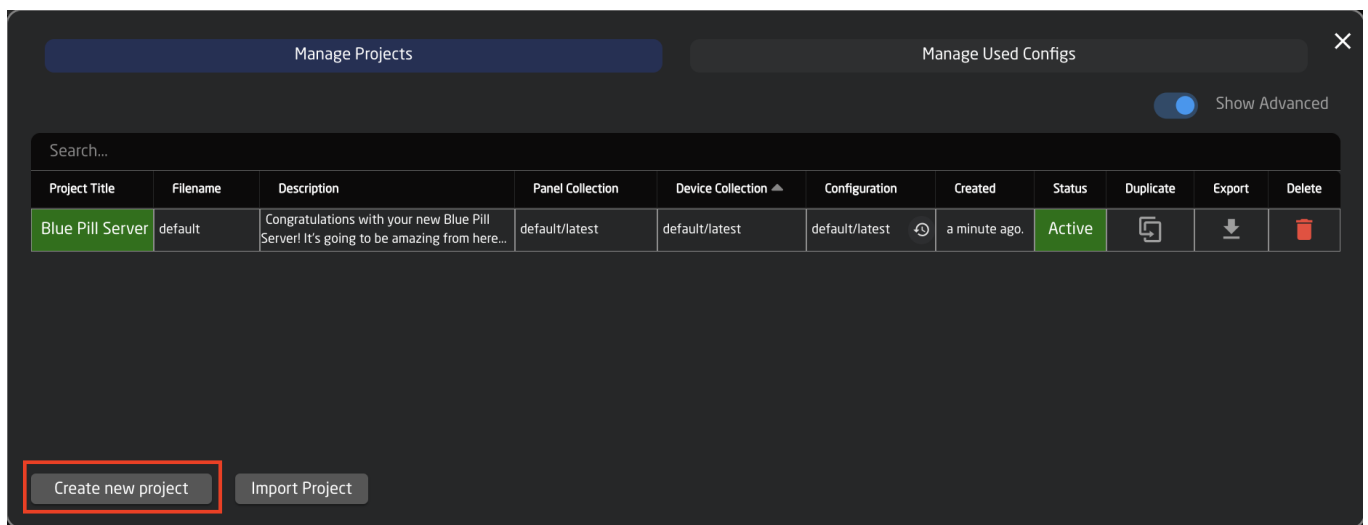 Manage Projects
Manage Used Configs
Show Advanced
Search...
Project Title Filename Description Panel Collection Device Collection Configuration Created Status Duplicate Export Delete
Blue Pill Server default Congratulations with your new Blue Pill Server! It's going to be amazing from here... default/latest default/latest default/latest a minute ago. Active
Create new project Import Project